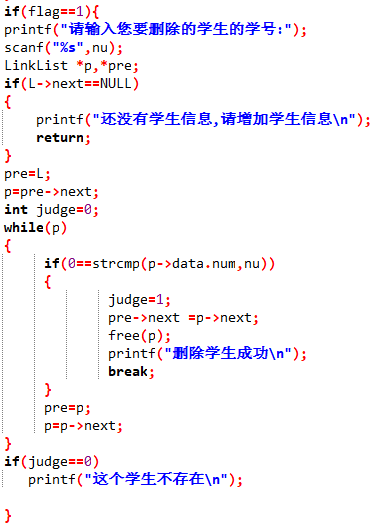 if(flag==1){
printf("请输入您要删除的学生的学号:");
scanf("%s",nu);
LinkList *p,*pre;
if(L->next==NULL)
{
printf("还没有学生信息,请增加学生信息\n");
return;
}
pre=L;
p=pre->next;
int judge=0;
while(p)
{
if(0==strcmp(p->data.num,nu))
{
judge=1;
pre->next =p->next;
free(p);
printf("删除学生成功\n");
break;
}
pre=p;
p=p->next;
}
if(judge==0)
printf("这个学生不存在\n");
}